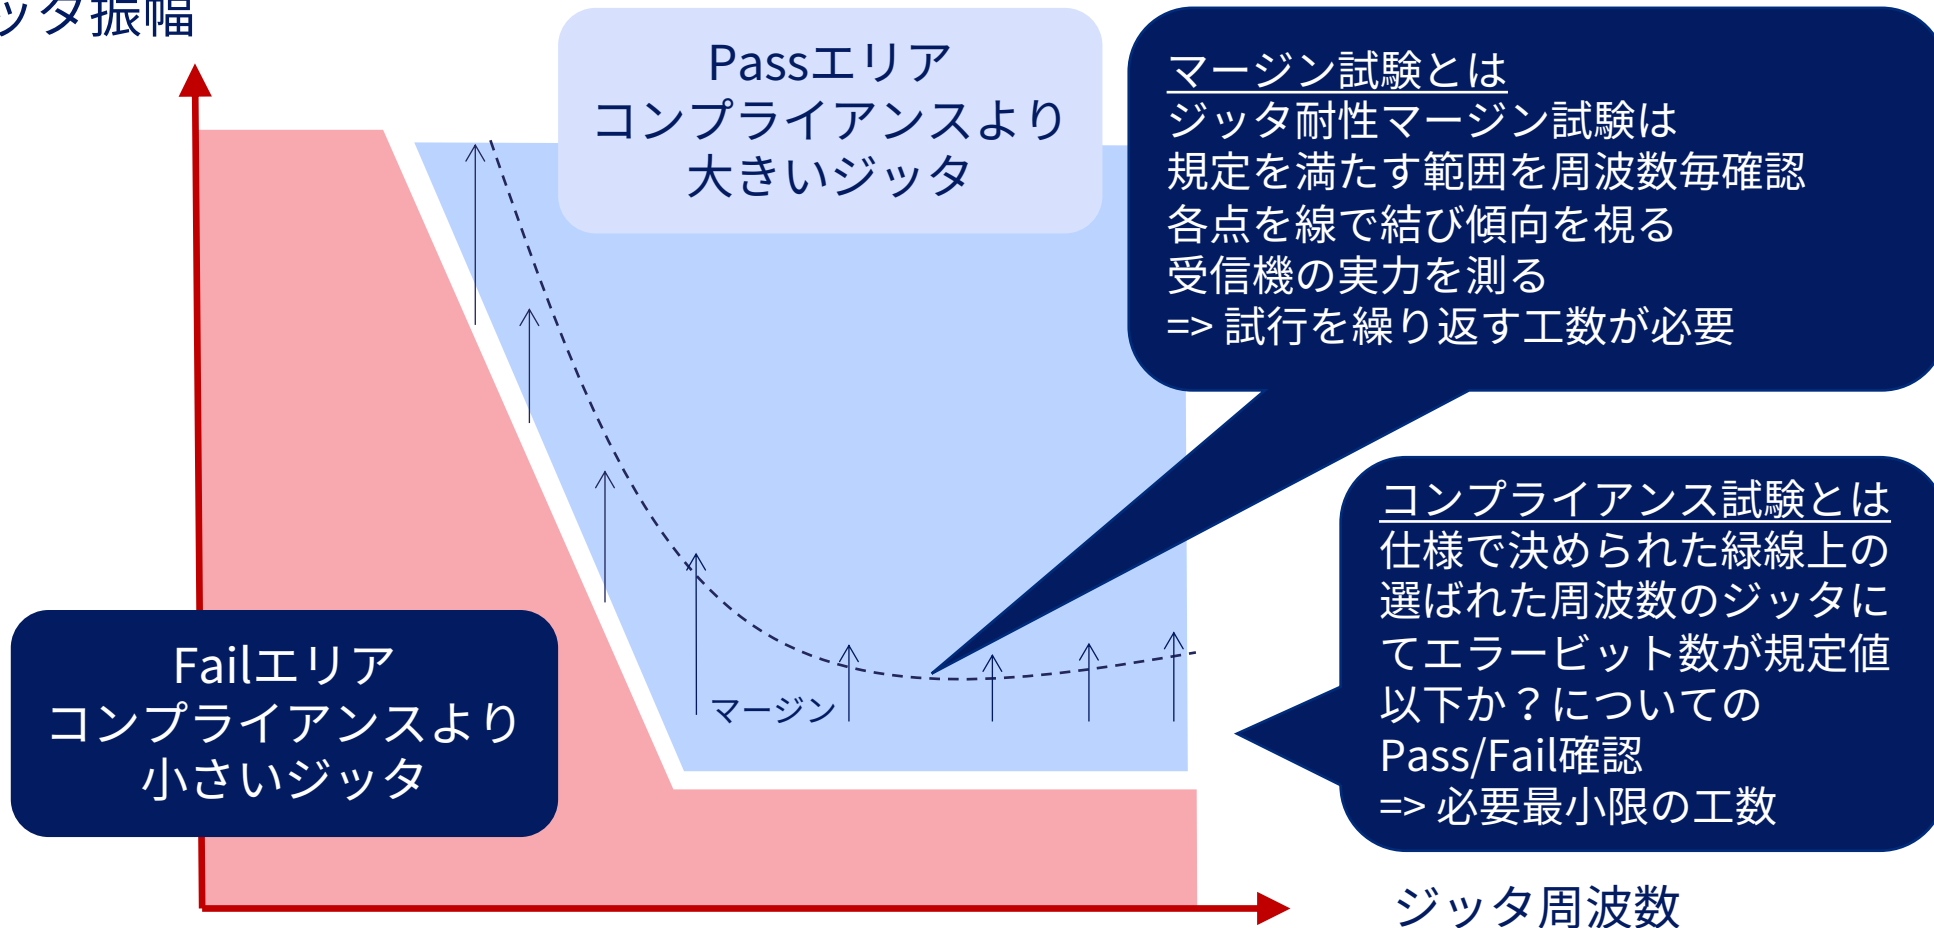 ッタ振幅
Passエリア
コンプライアンスより
大きいジッタ
マージン試験とは
ジッタ耐性マージン試験は
規定を満たす範囲を周波数毎確認
各点を線で結び傾向を視る
受信機の実力を測る
=> 試行を繰り返す工数が必要
コンプライアンス試験とは
仕様で決められた緑線上の
選ばれた周波数のジッタに
てエラービット数が規定値
以下か？についての
Pass/Fail確認
=> 必要最小限の工数
Failエリア
コンプライアンスより
小さいジッタ
マージン
ジッタ周波数